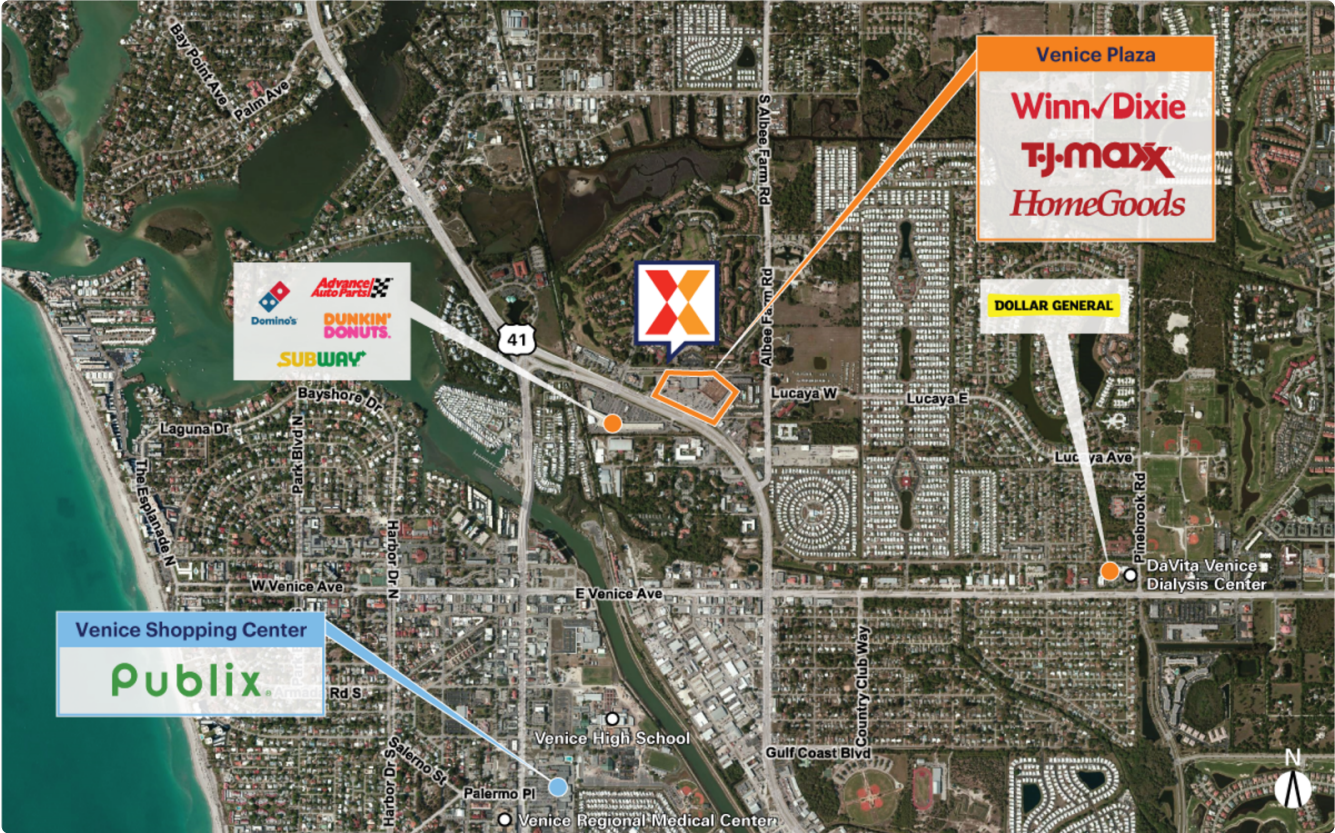 Bay Point Ave
Palm Ave
S Albee Farm Rd
Venice Plaza
Winn Dixie
T·J·maxx
HomeGoods
Domino's
Advance
Auto Parts
DUNKIN'
DONUTS
SUBWAY
41
Albee Farm Rd
DOLLAR GENERAL
Bayshore Dr
Laguna Dr
Park Blvd N
The Esplanade N
Harbor Dr N
Lucaya W
Lucaya E
Lucaya Ave
Pinebrook Rd
DaVita Venice
Dialysis Center
W Venice Ave
E Venice Ave
Venice Shopping Center
Publix
Armada Rd S
Country Club Way
Venice High School
Gulf Coast Blvd
Salerno St
Harbor Dr S
Palermo Pl
Venice Regional Medical Center
N